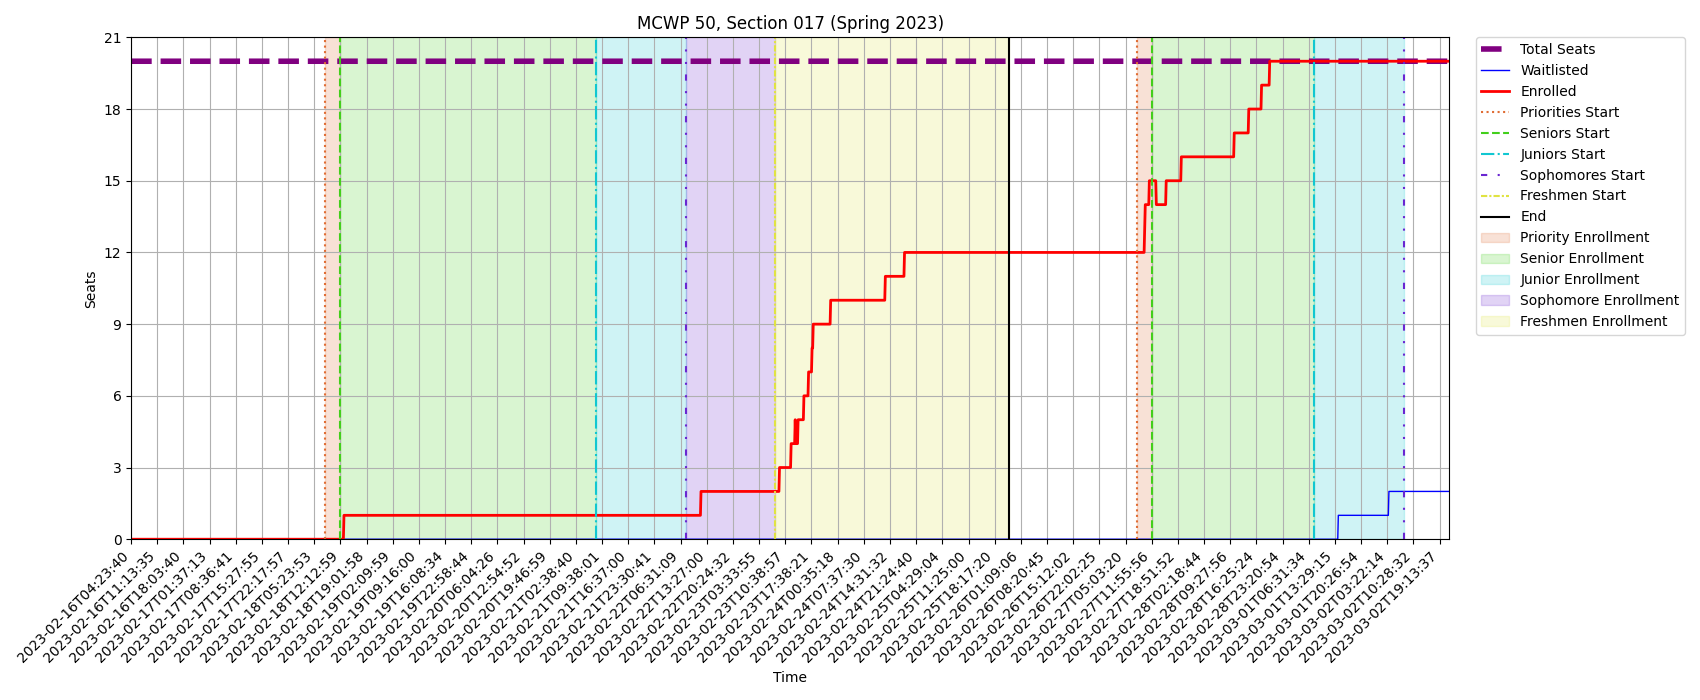 MCWP 50, Section 017 (Spring 2023)
21
18
15
12
9
6
3
0
Seats
2023-02-16T04:23:40
2023-02-16T11:13:35
2023-02-16T18:03:40
2023-02-17T01:37:13
2023-02-17T08:36:41
2023-02-17T15:27:55
2023-02-17T22:17:57
2023-02-18T05:23:53
2023-02-18T12:12:59
2023-02-18T19:01:58
2023-02-19T02:09:59
2023-02-19T09:16:00
2023-02-19T16:08:34
2023-02-19T22:58:44
2023-02-20T06:04:26
2023-02-20T12:54:52
2023-02-20T19:46:59
2023-02-21T02:38:40
2023-02-21T09:38:01
2023-02-21T16:37:00
2023-02-21T23:30:41
2023-02-22T06:31:09
2023-02-22T13:27:00
2023-02-22T20:24:32
2023-02-23T03:33:55
2023-02-23T10:38:57
2023-02-23T17:38:21
2023-02-24T00:35:18
2023-02-24T07:37:30
2023-02-24T14:31:32
2023-02-24T21:24:40
2023-02-25T04:29:04
2023-02-25T11:25:00
2023-02-25T18:17:20
2023-02-26T01:09:06
2023-02-26T08:20:45
2023-02-26T15:12:02
2023-02-26T22:02:25
2023-02-27T05:03:20
2023-02-27T11:55:56
2023-02-27T18:51:52
2023-02-28T02:18:44
2023-02-28T09:27:56
2023-02-28T16:25:24
2023-02-28T23:20:54
2023-03-01T06:31:34
2023-03-01T13:29:15
2023-03-01T20:26:54
2023-03-02T03:22:14
2023-03-02T10:28:32
2023-03-02T19:13:37
Time
Total Seats
Waitlisted
Enrolled
Priorities Start
Seniors Start
Juniors Start
Sophomores Start
Freshmen Start
End
Priority Enrollment
Senior Enrollment
Junior Enrollment
Sophomore Enrollment
Freshmen Enrollment